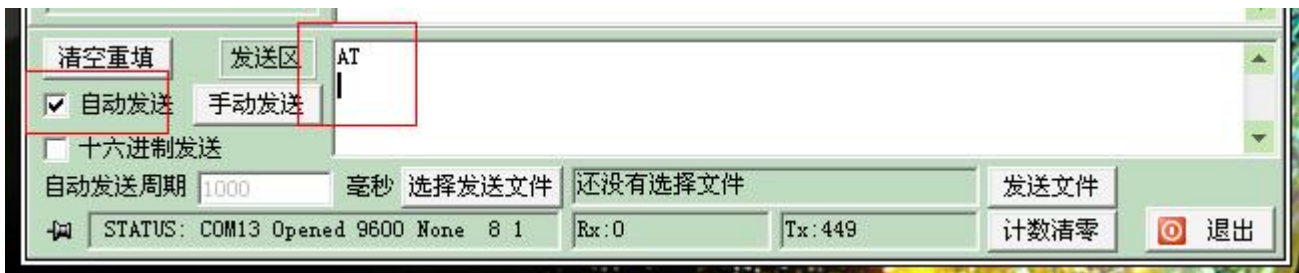 清空重填 发送区 AT
自动发送 手动发送
十六进制发送
自动发送周期 1000 毫秒 选择发送文件 还没有选择文件 发送文件
STATUS: COM13 Opened 9600 None 8 1 Rx:0 Tx:449 计数清零 退出